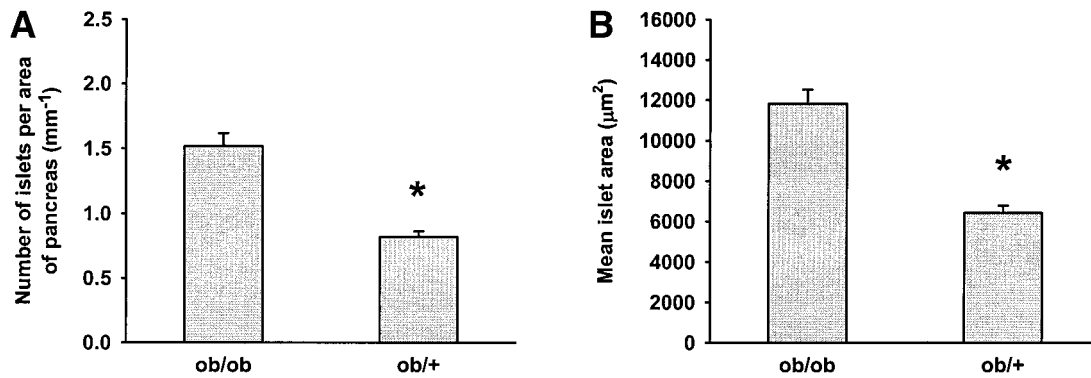 A
Number of islets per area
of pancreas (mm-1)
2.5
2.0
1.5
1.0
0.5
0.0
*
ob/ob
ob/+
B
Mean islet area (μm2)
16000
14000
12000
10000
8000
6000
4000
2000
0
*
ob/ob
ob/+